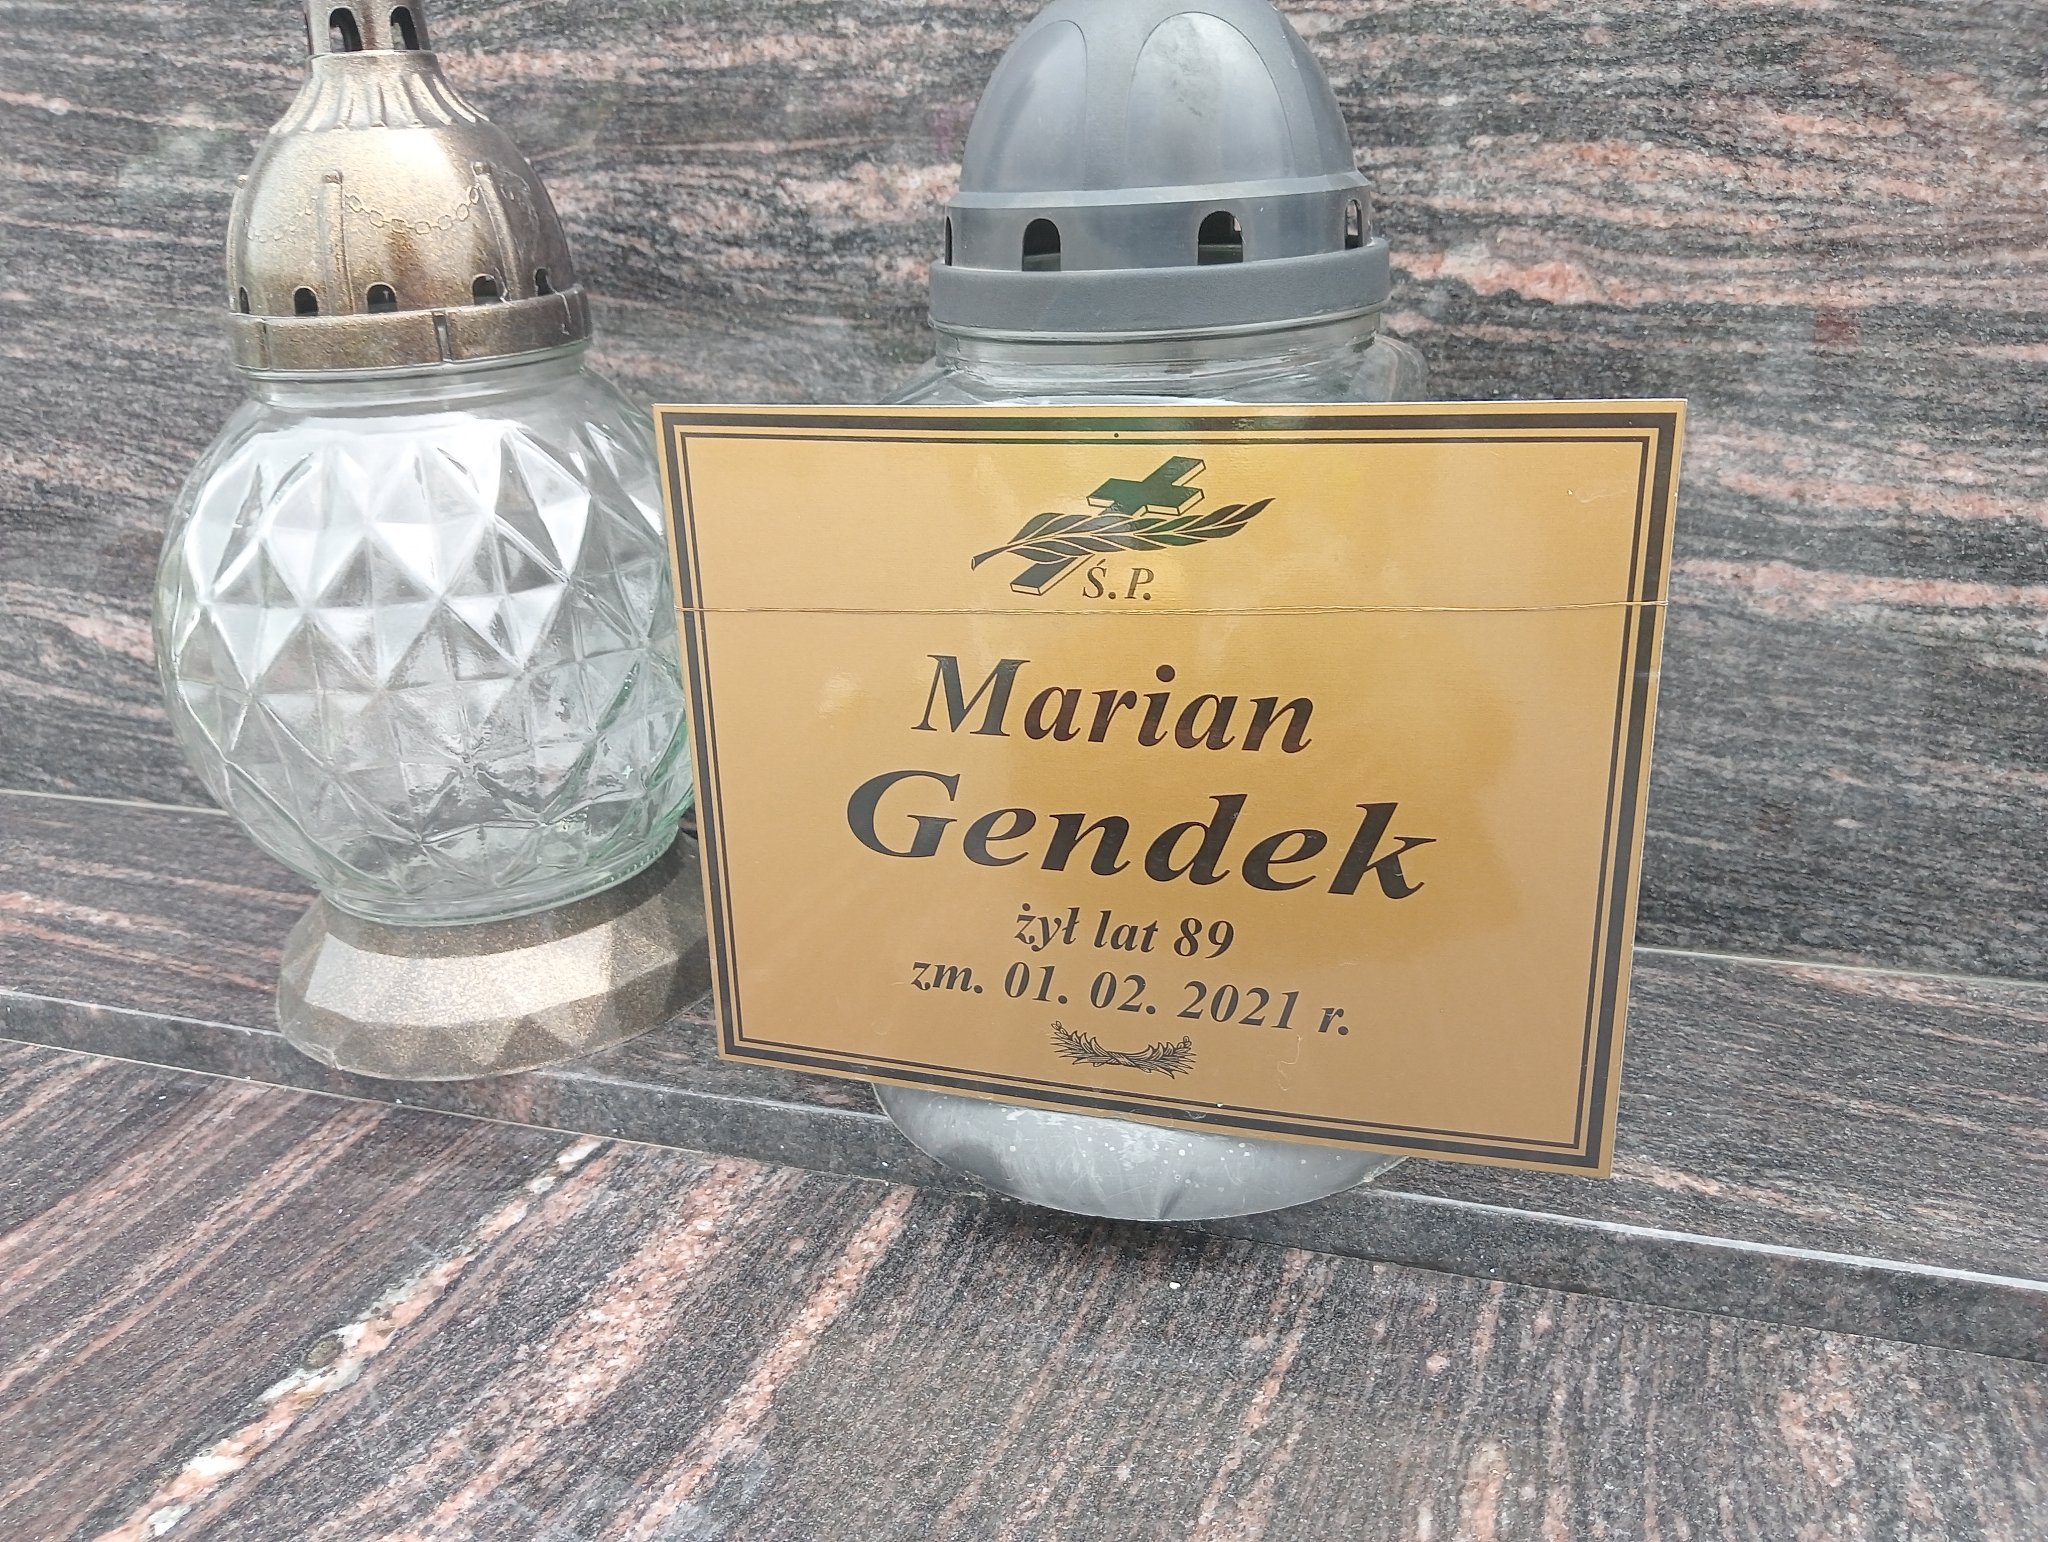 Ś. P.
Marian
Gendek
żył lat 89
zm. 01. 02. 2021 r.